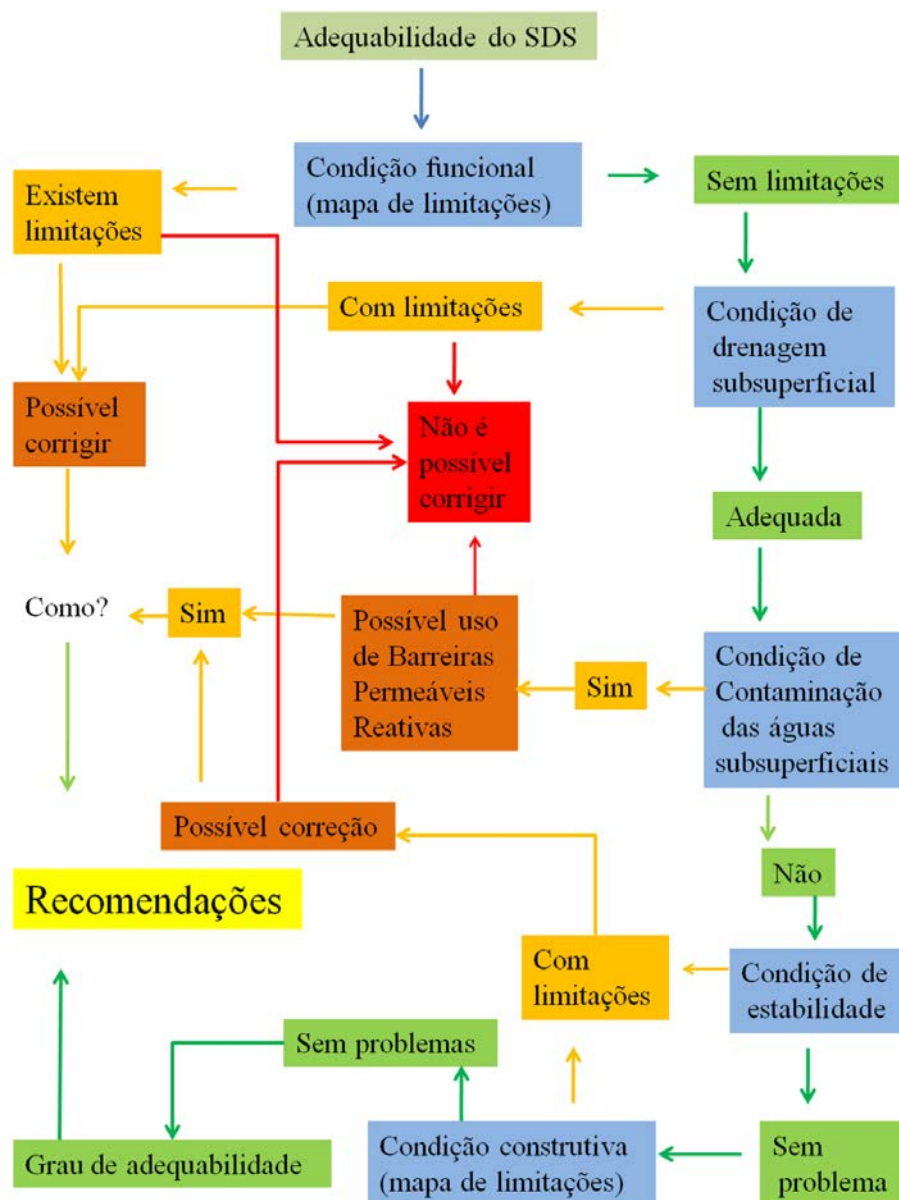 Adequabilidade do SDS
Condição funcional
(mapa de limitações)
Existem
limitações
Sem limitações
Com limitações
Condição de
drenagem
subsuperficial
Possível
corrigir
Não é
possível
corrigir
Adequada
Como?
Sim
Possível uso
de Barreiras
Permeáveis
Reativas
Sim
Condição de
Contaminação
das águas
subsuperficiais
Possível correção
Não
Recomendações
Com
limitações
Condição de
estabilidade
Sem problemas
Grau de adequabilidade
Condição construtiva
(mapa de limitações)
Sem
problema